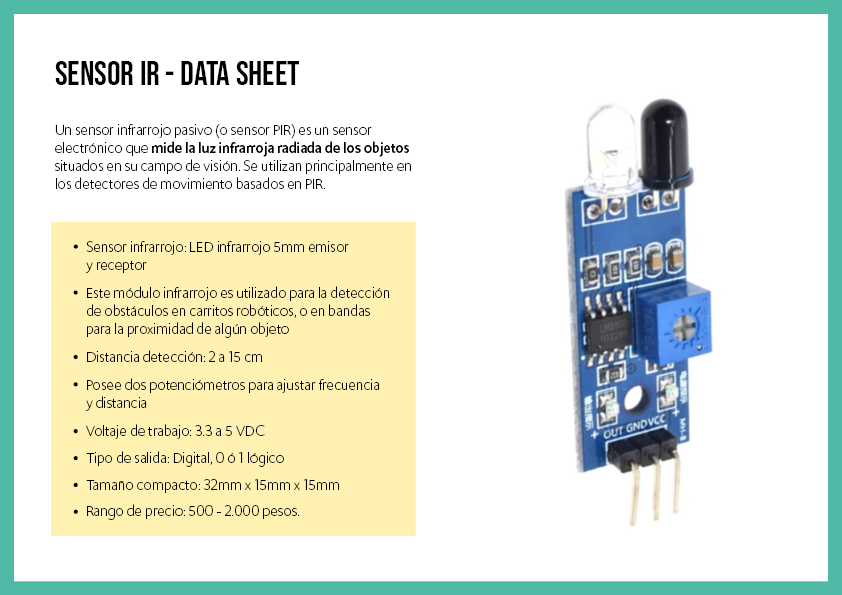 SENSOR IR - DATA SHEET
Un sensor infrarrojo pasivo (o sensor PIR) es un sensor
electrónico que mide la luz infrarroja radiada de los objetos
situados en su campo de visión. Se utilizan principalmente en
los detectores de movimiento basados en PIR.
• Sensor infrarrojo: LED infrarrojo 5mm emisor
y receptor
• Este módulo infrarrojo es utilizado para la detección
de obstáculos en carritos robóticos, o en bandas
para la proximidad de algún objeto
• Distancia detección: 2 a 15 cm
• Posee dos potenciómetros para ajustar frecuencia
y distancia
• Voltaje de trabajo: 3.3 a 5 VDC
• Tipo de salida: Digital, 0 ó 1 lógico
• Tamaño compacto: 32mm x 15mm x 15mm
• Rango de precio: 500 - 2.000 pesos.
OUT GND VCC
MH-B